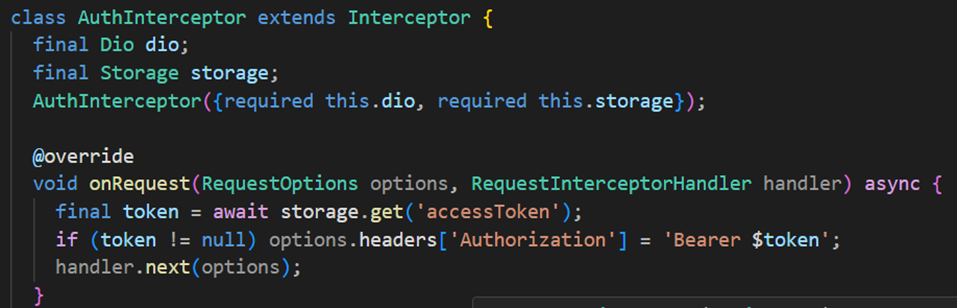 class AuthInterceptor extends Interceptor {
final Dio dio;
final Storage storage;
AuthInterceptor({required this.dio, required this.storage});
@override
void onRequest(RequestOptions options, RequestInterceptorHandler handler) async {
final token = await storage.get('accessToken');
if (token != null) options.headers['Authorization'] = 'Bearer $token';
handler.next(options);
}